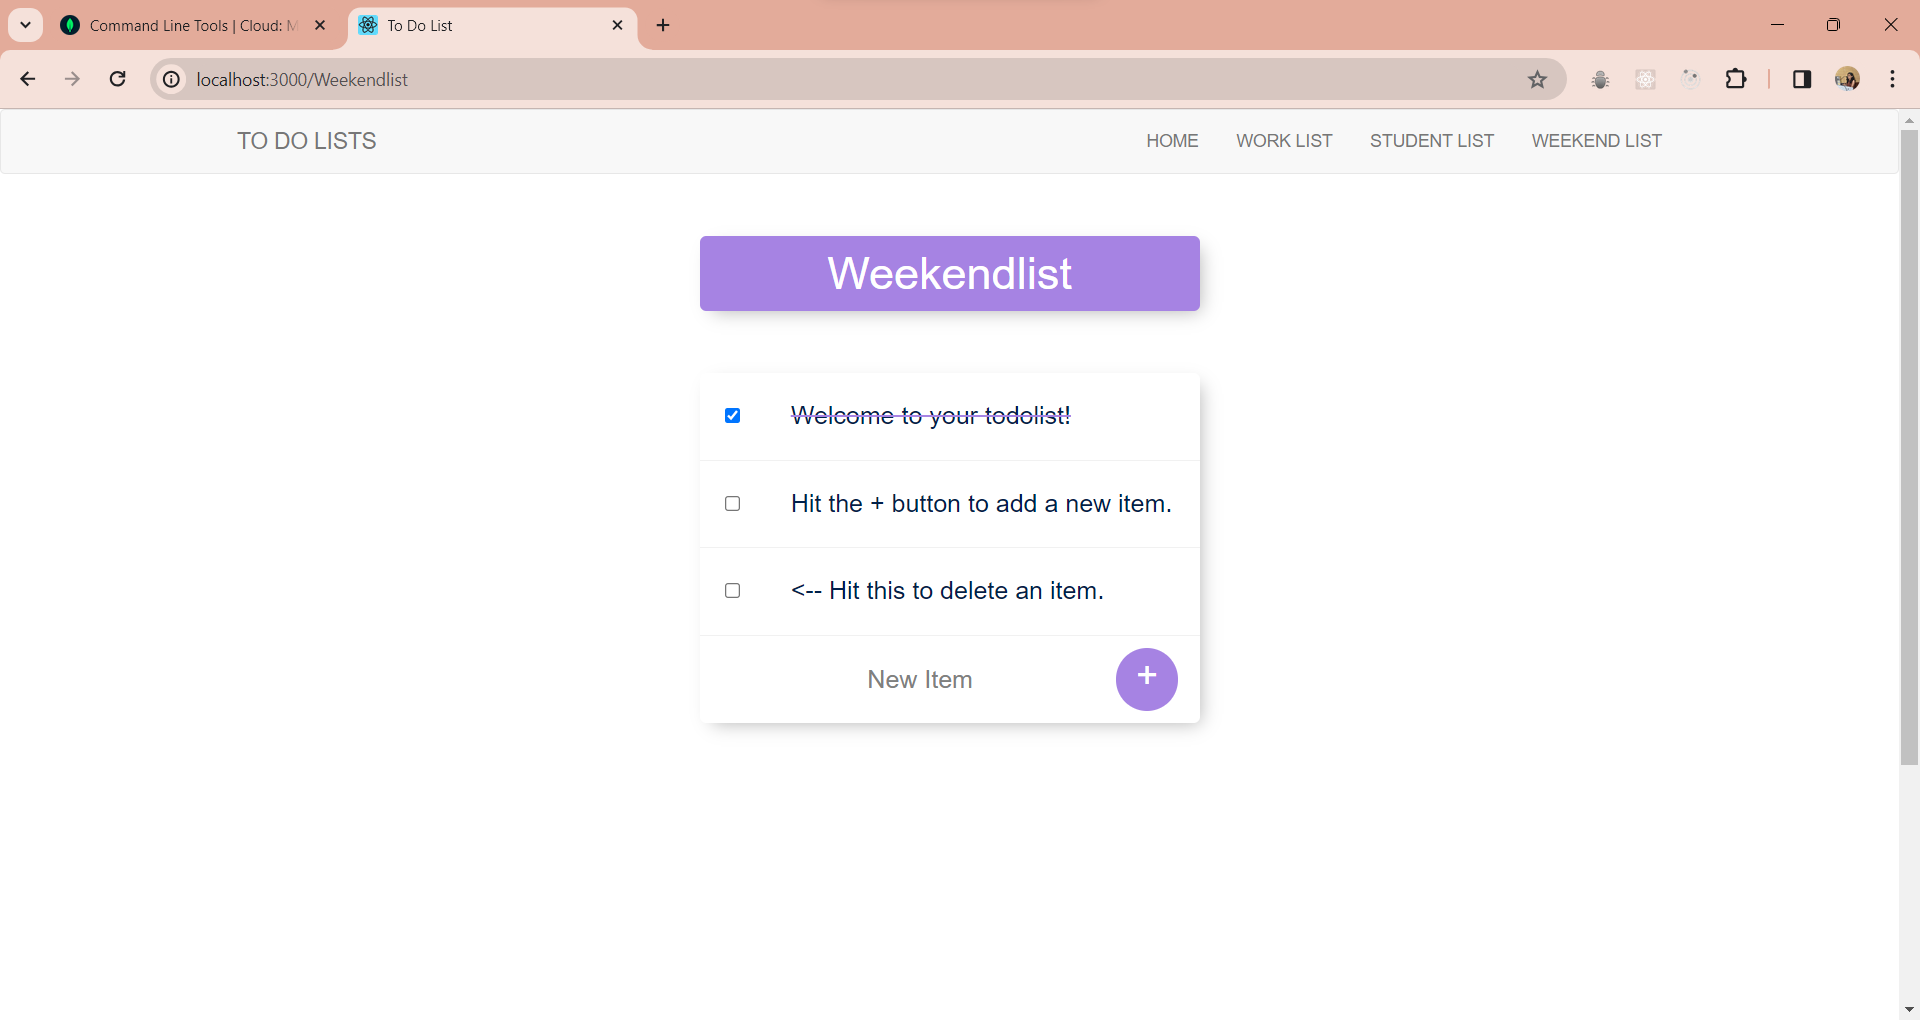 Command Line Tools | Cloud: M
To Do List
localhost:3000/Weekendlist
TO DO LISTS
HOME
WORK LIST
STUDENT LIST
WEEKEND LIST
Weekendlist
Welcome to your todolist!
Hit the + button to add a new item.
<-- Hit this to delete an item.
New Item
+